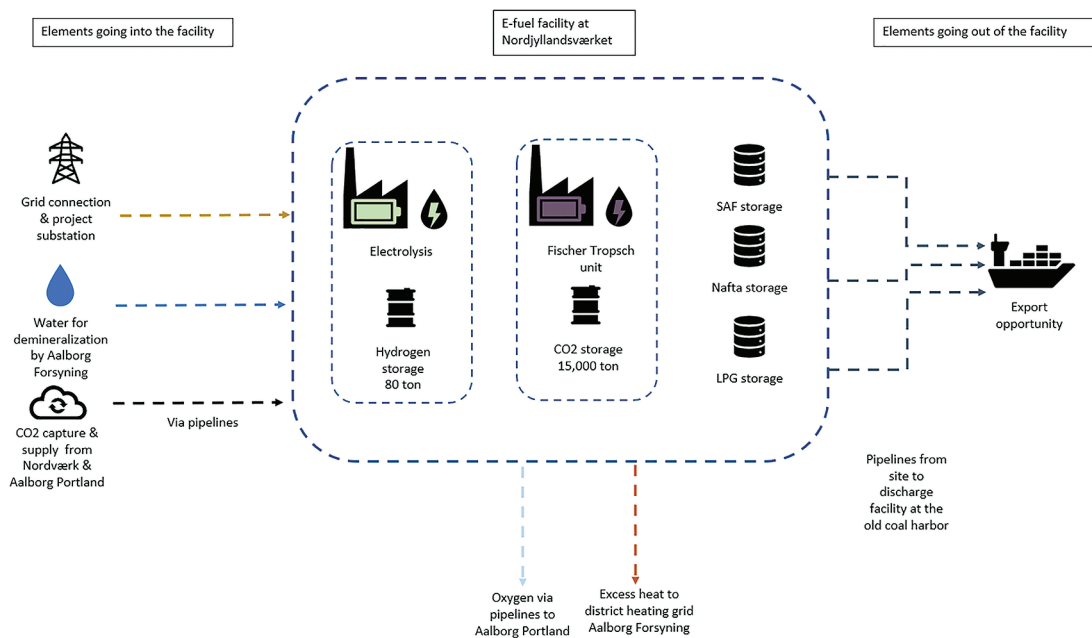 Elements going into the facility
E-fuel facility at
Nordjyllandsværket
Elements going out of the facility
Grid connection
& project
substation
Water for
demineralization
by Aalborg
Forsyning
CO2 capture &
supply from
Nordværk &
Aalborg Portland
Via pipelines
Electrolysis
Hydrogen
storage
80 ton
Fischer Tropsch
unit
CO2 storage
15,000 ton
SAF storage
Nafta storage
LPG storage
Export
opportunity
Pipelines from
site to
discharge
facility at the
old coal harbor
Oxygen via
pipelines to
Aalborg Portland
Excess heat to
district heating grid
Aalborg Forsyning